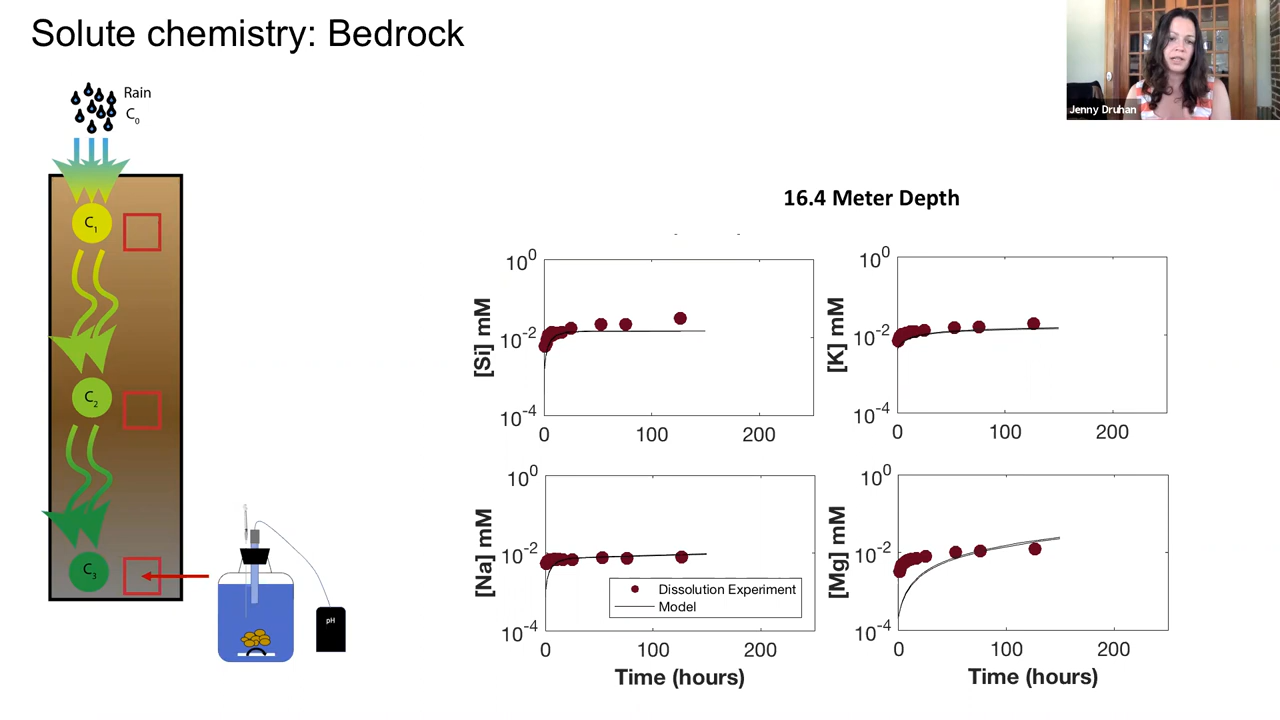 Solute chemistry: Bedrock
Jenny Druhan
Rain
C0
C1
C2
C3
pH
16.4 Meter Depth
[Si] mM
10^0
10^-2
10^-4
0 100 200
[K] mM
10^0
10^-2
10^-4
0 100 200
[Na] mM
10^0
10^-2
10^-4
0 100 200
Dissolution Experiment
Model
Time (hours)
[Mg] mM
10^0
10^-2
10^-4
0 100 200
Time (hours)